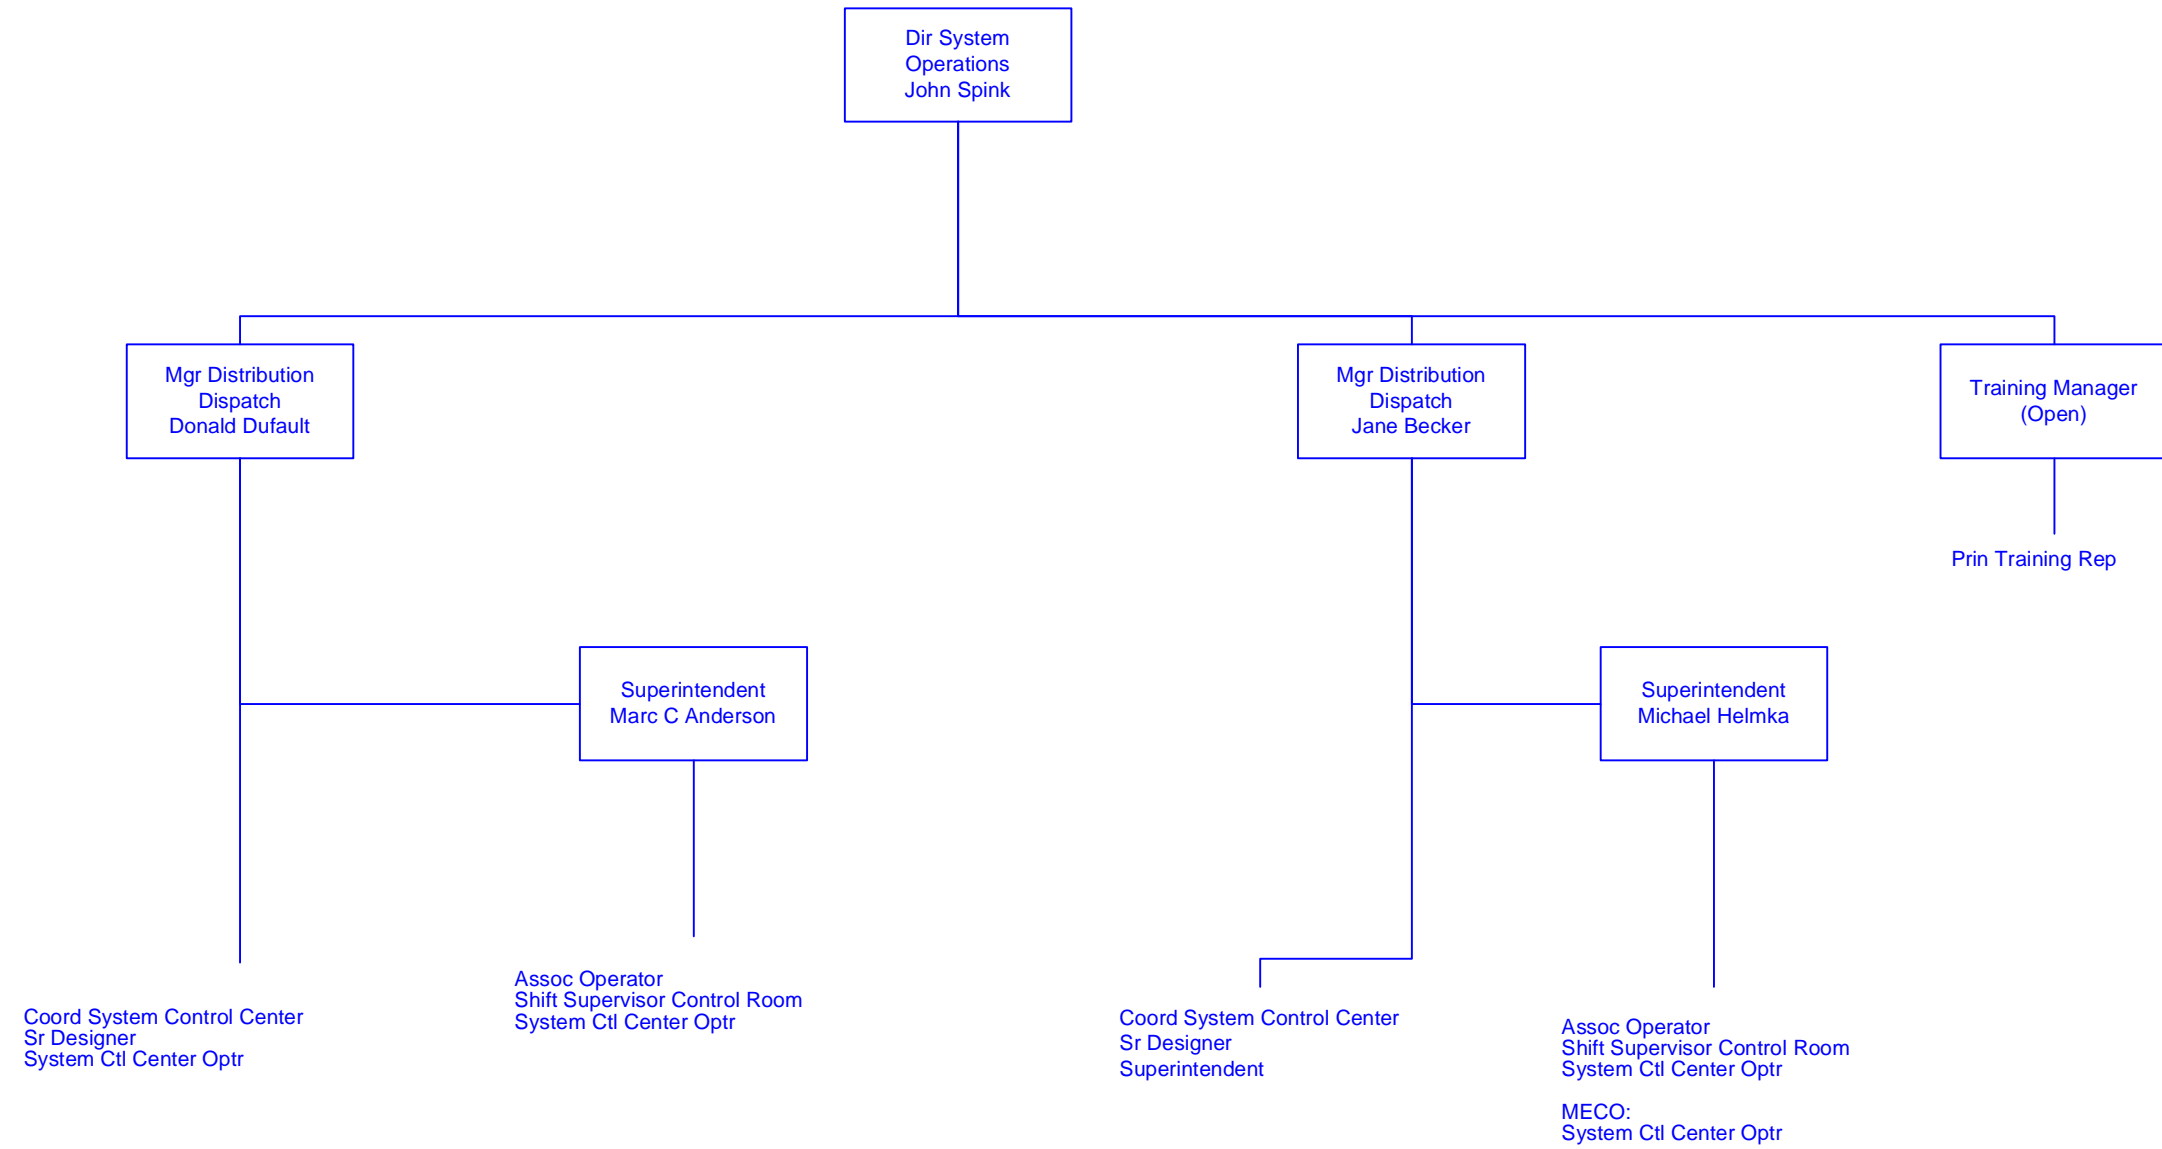 Dir System
Operations
John Spink
Mgr Distribution
Dispatch
Donald Dufault
Mgr Distribution
Dispatch
Jane Becker
Training Manager
(Open)
Prin Training Rep
Superintendent
Marc C Anderson
Superintendent
Michael Helmka
Coord System Control Center
Sr Designer
System Ctl Center Optr
Assoc Operator
Shift Supervisor Control Room
System Ctl Center Optr
Coord System Control Center
Sr Designer
Superintendent
Assoc Operator
Shift Supervisor Control Room
System Ctl Center Optr
MECO:
System Ctl Center Optr